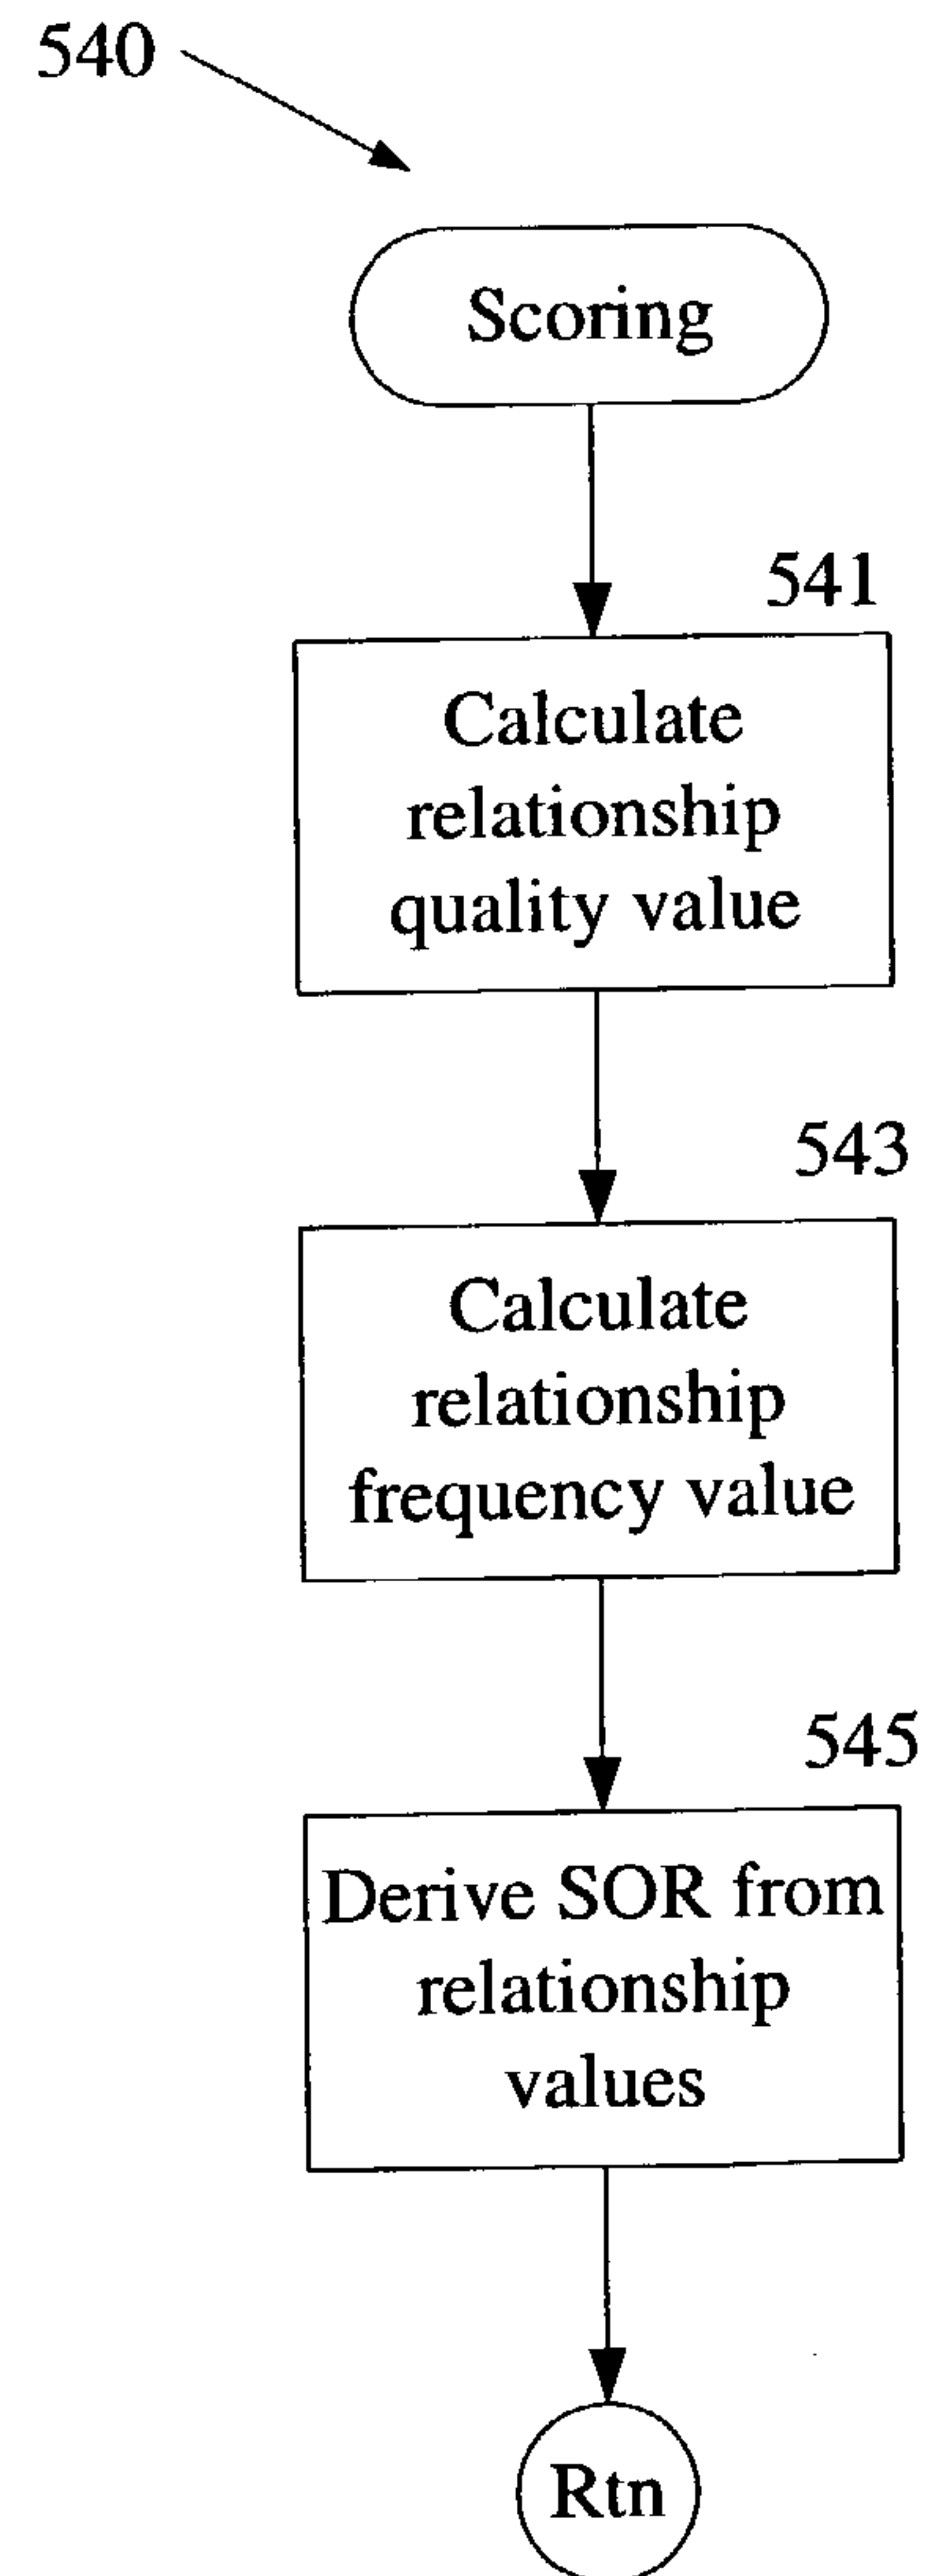 540
Scoring
541
Calculate
relationship
quality value
543
Calculate
relationship
frequency value
545
Derive SOR from
relationship
values
Rtn